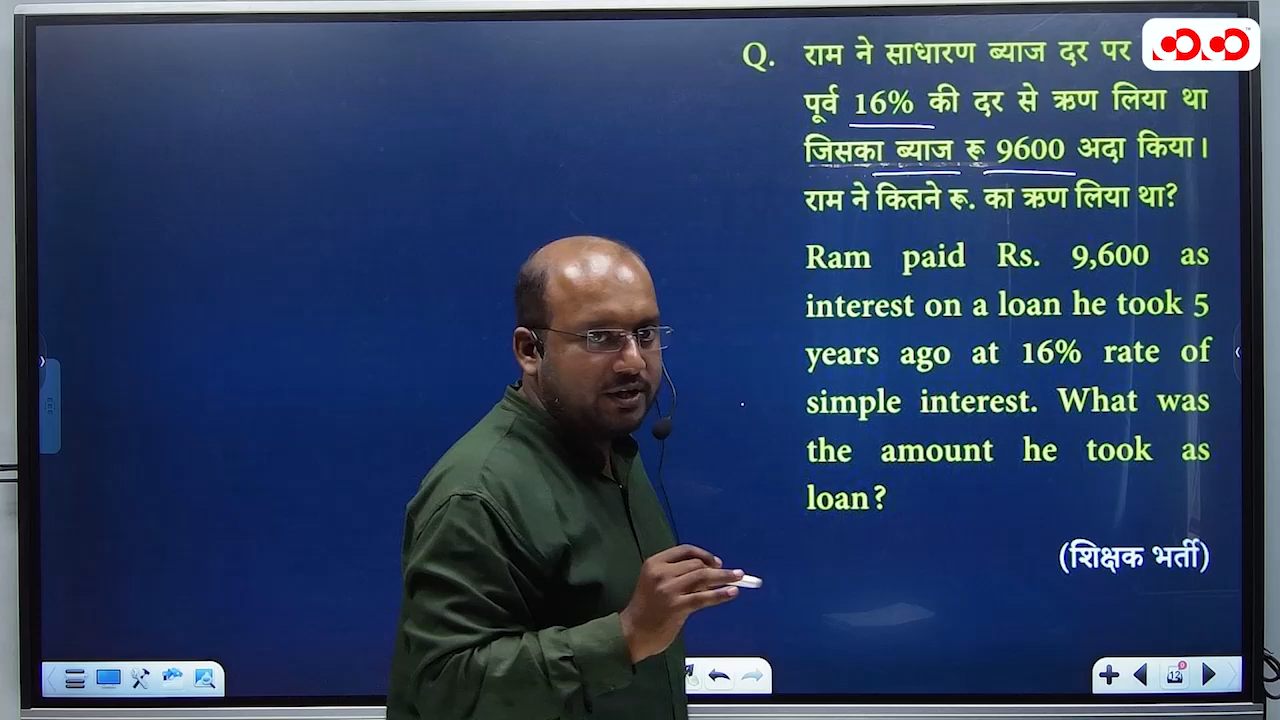 Q. राम ने साधारण ब्याज दर पर
पूर्व 16% की दर से ऋण लिया था
जिसका ब्याज रू 9600 अदा किया।
राम ने कितने रू. का ऋण लिया था?
Ram paid Rs. 9,600 as
interest on a loan he took 5
years ago at 16% rate of
simple interest. What was
the amount he took as
loan?
(शिक्षक भर्ती)